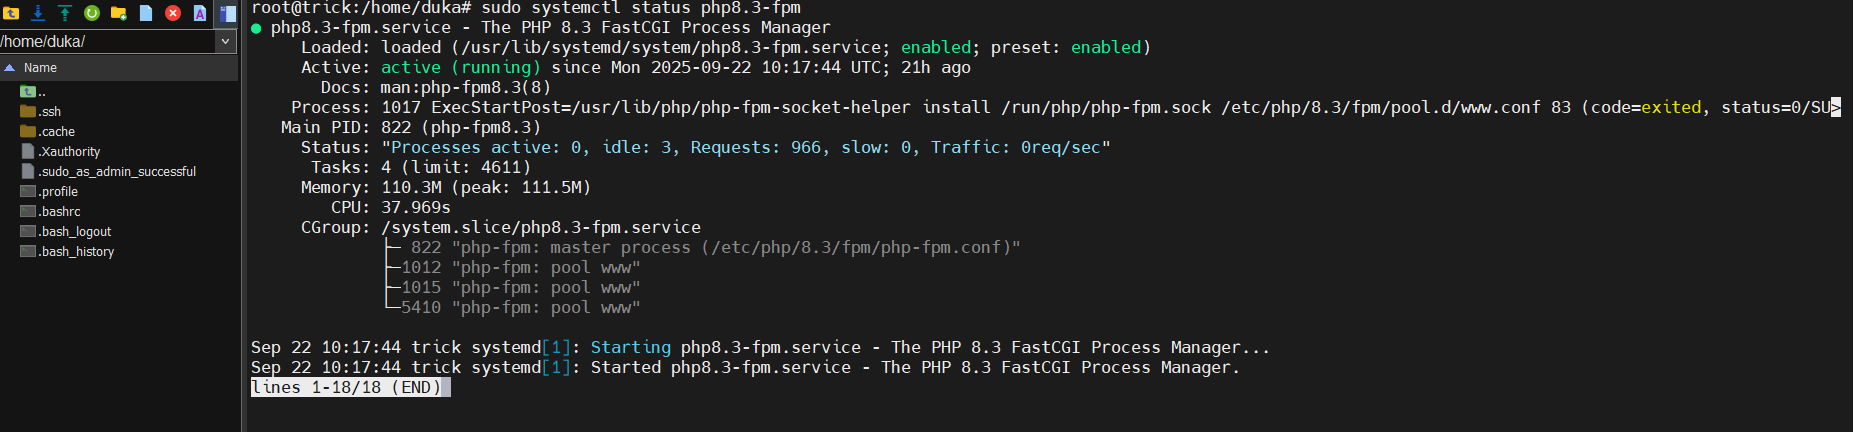 /home/duka/
Name
..
.ssh
.cache
.Xauthority
.sudo_as_admin_successful
.profile
.bashrc
.bash_logout
.bash_history
root@trick:/home/duka# sudo systemctl status php8.3-fpm
● php8.3-fpm.service - The PHP 8.3 FastCGI Process Manager
     Loaded: loaded (/usr/lib/systemd/system/php8.3-fpm.service; enabled; preset: enabled)
     Active: active (running) since Mon 2025-09-22 10:17:44 UTC; 21h ago
       Docs: man:php-fpm8.3(8)
    Process: 1017 ExecStartPost=/usr/lib/php/php-fpm-socket-helper install /run/php/php-fpm.sock /etc/php/8.3/fpm/pool.d/www.conf 83 (code=exited, status=0/SU>
   Main PID: 822 (php-fpm8.3)
     Status: "Processes active: 0, idle: 3, Requests: 966, slow: 0, Traffic: 0req/sec"
      Tasks: 4 (limit: 4611)
     Memory: 110.3M (peak: 111.5M)
        CPU: 37.969s
     CGroup: /system.slice/php8.3-fpm.service
             ├─ 822 "php-fpm: master process (/etc/php/8.3/fpm/php-fpm.conf)"
             ├─1012 "php-fpm: pool www"
             ├─1015 "php-fpm: pool www"
             └─5410 "php-fpm: pool www"
Sep 22 10:17:44 trick systemd[1]: Starting php8.3-fpm.service - The PHP 8.3 FastCGI Process Manager...
Sep 22 10:17:44 trick systemd[1]: Started php8.3-fpm.service - The PHP 8.3 FastCGI Process Manager.
lines 1-18/18 (END)